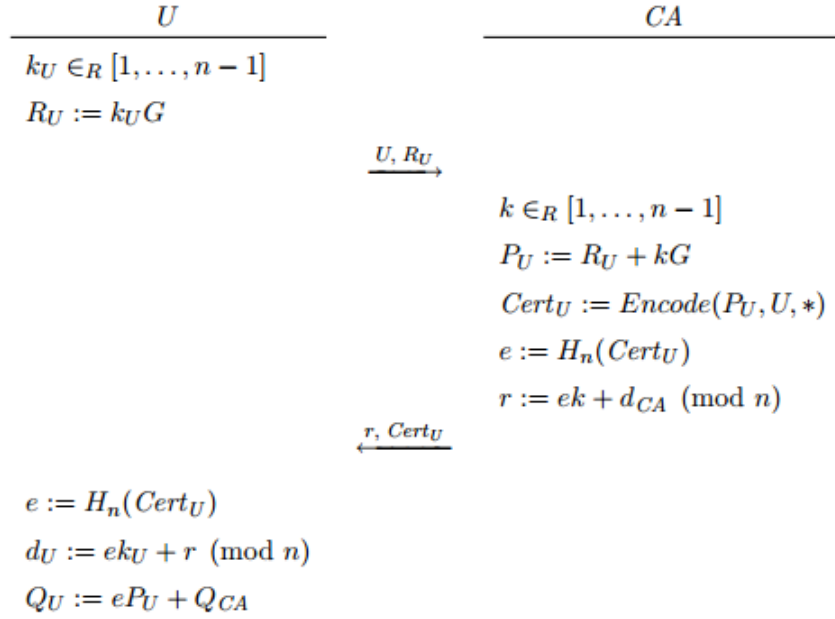 U CA
k_U ∈_R [1, . . . , n − 1]
R_U := k_U G
U, R_U
k ∈_R [1, . . . , n − 1]
P_U := R_U + kG
Cert_U := Encode(P_U, U, *)
e := H_n(Cert_U)
r := ek + d_CA (mod n)
r, Cert_U
e := H_n(Cert_U)
d_U := ek_U + r (mod n)
Q_U := eP_U + Q_CA